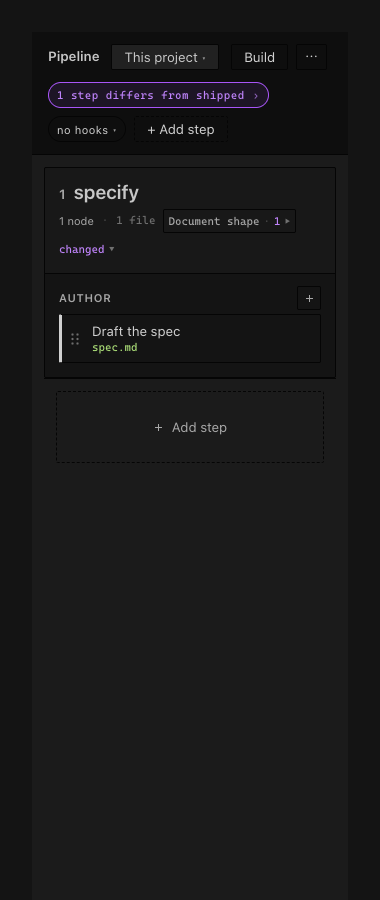 Pipeline This project Build ...
1 step differs from shipped ›
no hooks + Add step
1 specify
1 node · 1 file Document shape · 1
changed
AUTHOR +
Draft the spec
spec.md
+ Add step